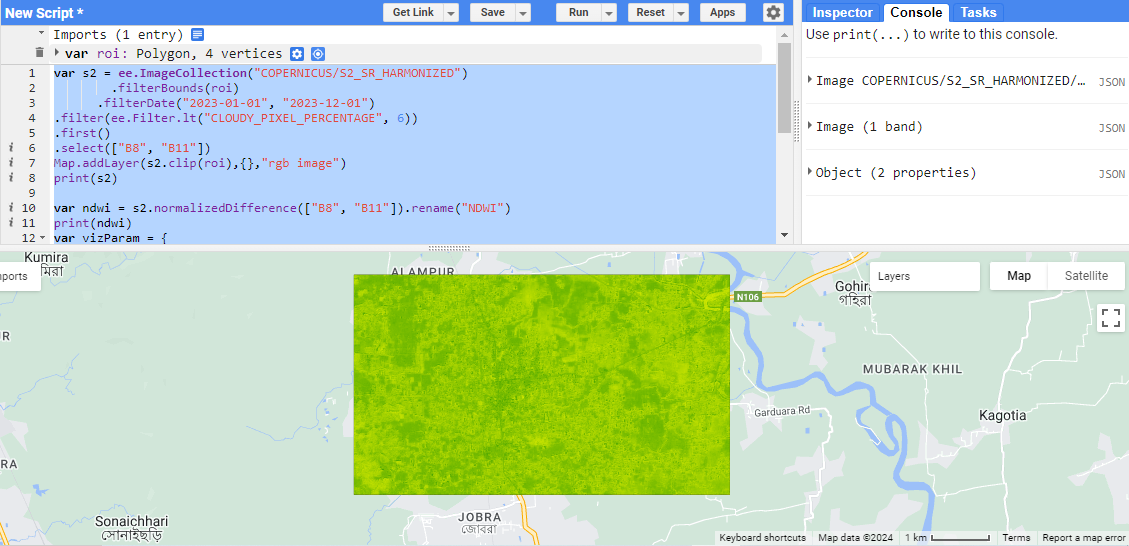 New Script *
Get Link Save Run Reset Apps
Inspector Console Tasks
Imports (1 entry)
var roi: Polygon, 4 vertices
1 var s2 = ee.ImageCollection("COPERNICUS/S2_SR_HARMONIZED")
2 .filterBounds(roi)
3 .filterDate("2023-01-01", "2023-12-01")
4 .filter(ee.Filter.lt("CLOUDY_PIXEL_PERCENTAGE", 6))
5 .first()
i 6 .select(["B8", "B11"])
i 7 Map.addLayer(s2.clip(roi),{},"rgb image")
i 8 print(s2)
9
i 10 var ndwi = s2.normalizedDifference(["B8", "B11"]).rename("NDWI")
i 11 print(ndwi)
12 var vizParam = {
Use print(...) to write to this console.
Image COPERNICUS/S2_SR_HARMONIZED/… JSON
Image (1 band) JSON
Object (2 properties) JSON
Kumira
মিরা
ports
ALAMPUR
N106
Gohira
গহিরা
Layers
Map Satellite
UR
MUBARAK KHIL
Garduara Rd
Kagotia
RA
Sonaichhari
সোনাইছড়ি
JOBRA
জোবরা
Keyboard shortcuts Map data ©2024 1 km Terms Report a map error